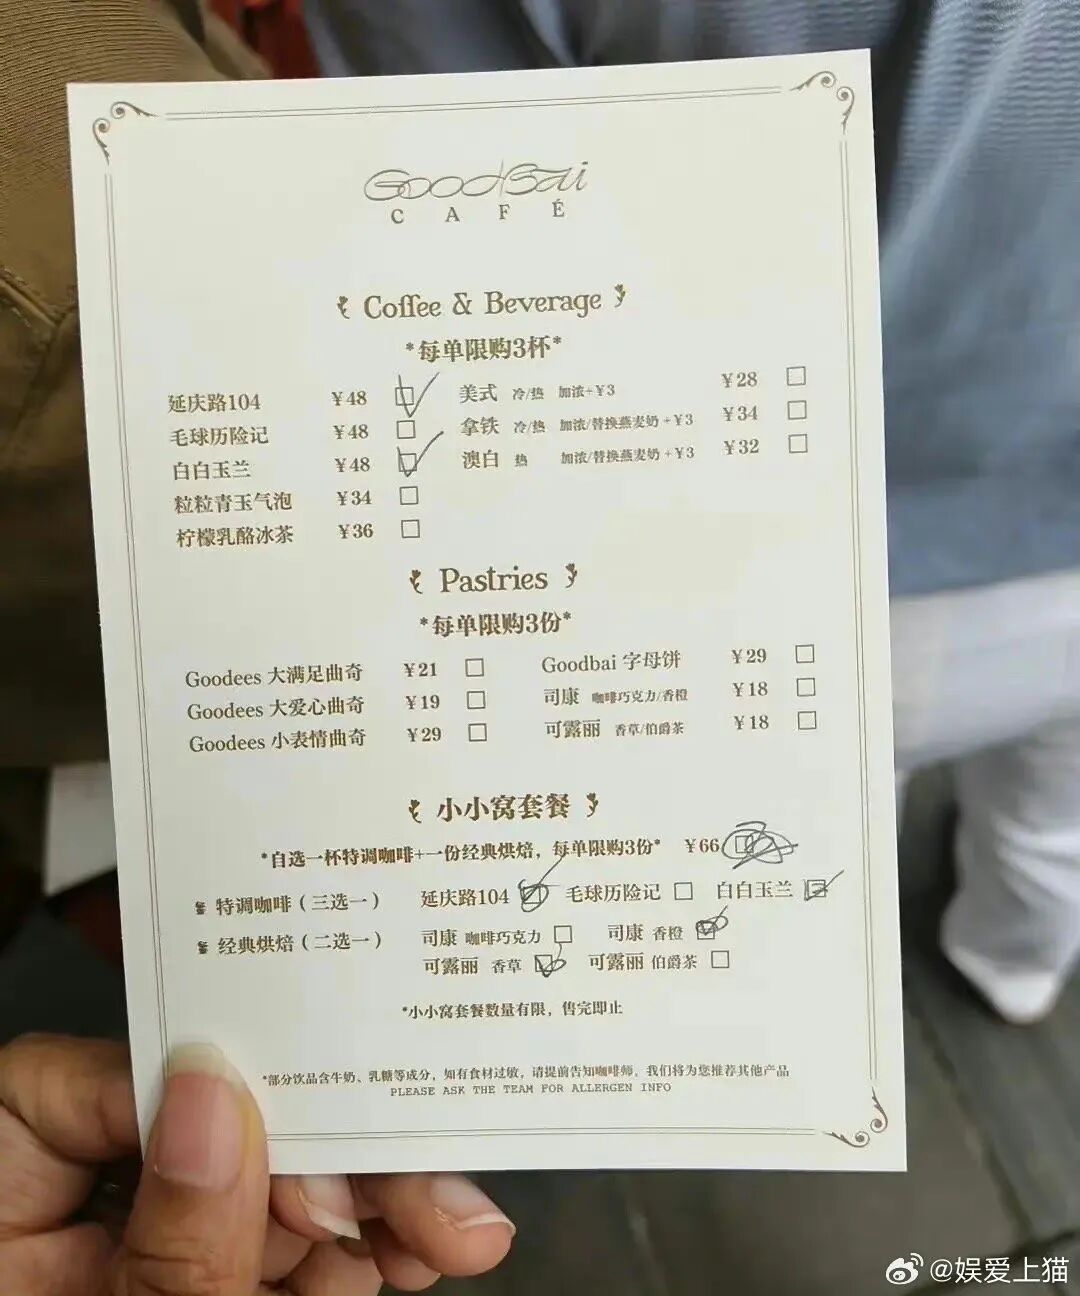 GOODBAi
CAFÉ
Coffee & Beverage
*每单限购3杯*
延庆路104 ¥48
毛球历险记 ¥48
白白玉兰 ¥48
粒粒青玉气泡 ¥34
柠檬乳酪冰茶 ¥36
美式 冷/热 加浓+¥3 ¥28
拿铁 冷/热 加浓/替换燕麦奶 +¥3 ¥34
澳白 热 加浓/替换燕麦奶 +¥3 ¥32
Pastries
*每单限购3份*
Goodees 大满足曲奇 ¥21
Goodees 大爱心曲奇 ¥19
Goodees 小表情曲奇 ¥29
Goodbai 字母饼 ¥29
司康 咖啡巧克力/香橙 ¥18
可露丽 香草/伯爵茶 ¥18
小小窝套餐
*自选一杯特调咖啡+一份经典烘焙，每单限购3份* ¥66
特调咖啡（三选一） 延庆路104 毛球历险记 白白玉兰
经典烘焙（二选一） 司康 咖啡巧克力 司康 香橙
可露丽 香草 可露丽 伯爵茶
*小小窝套餐数量有限，售完即止
*部分饮品含牛奶、乳糖等成分，如有食材过敏，请提前告知咖啡师，我们将为您推荐其他产品
PLEASE ASK THE TEAM FOR ALLERGEN INFO
@娱爱上猫